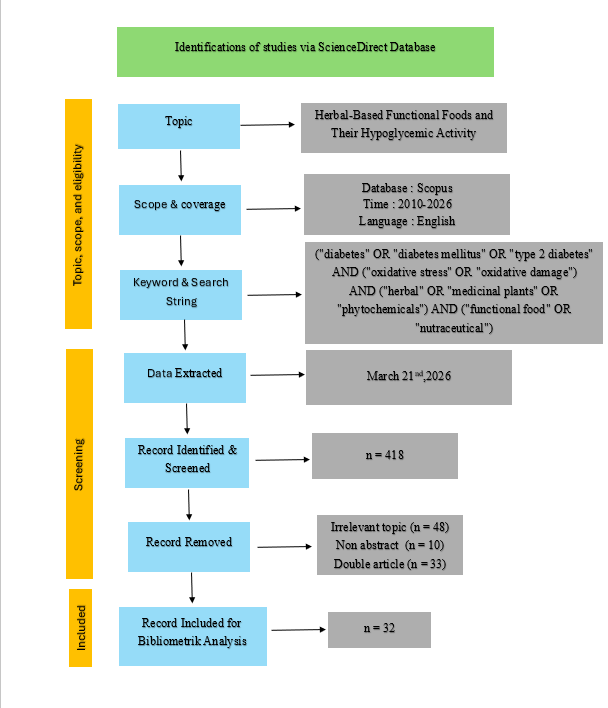 Identifications of studies via ScienceDirect Database
Topic, scope, and eligibility
Topic
Herbal-Based Functional Foods and
Their Hypoglycemic Activity
Scope & coverage
Database : Scopus
Time : 2010-2026
Language : English
Keyword & Search
String
("diabetes" OR "diabetes mellitus" OR "type 2 diabetes"
AND ("oxidative stress" OR "oxidative damage")
AND ("herbal" OR "medicinal plants" OR
"phytochemicals") AND ("functional food" OR
"nutraceutical")
Screening
Data Extracted
March 21nd,2026
Record Identified &
Screened
n = 418
Record Removed
Irrelevant topic (n = 48)
Non abstract (n = 10)
Double article (n = 33)
Included
Record Included for
Bibliometrik Analysis
n = 32